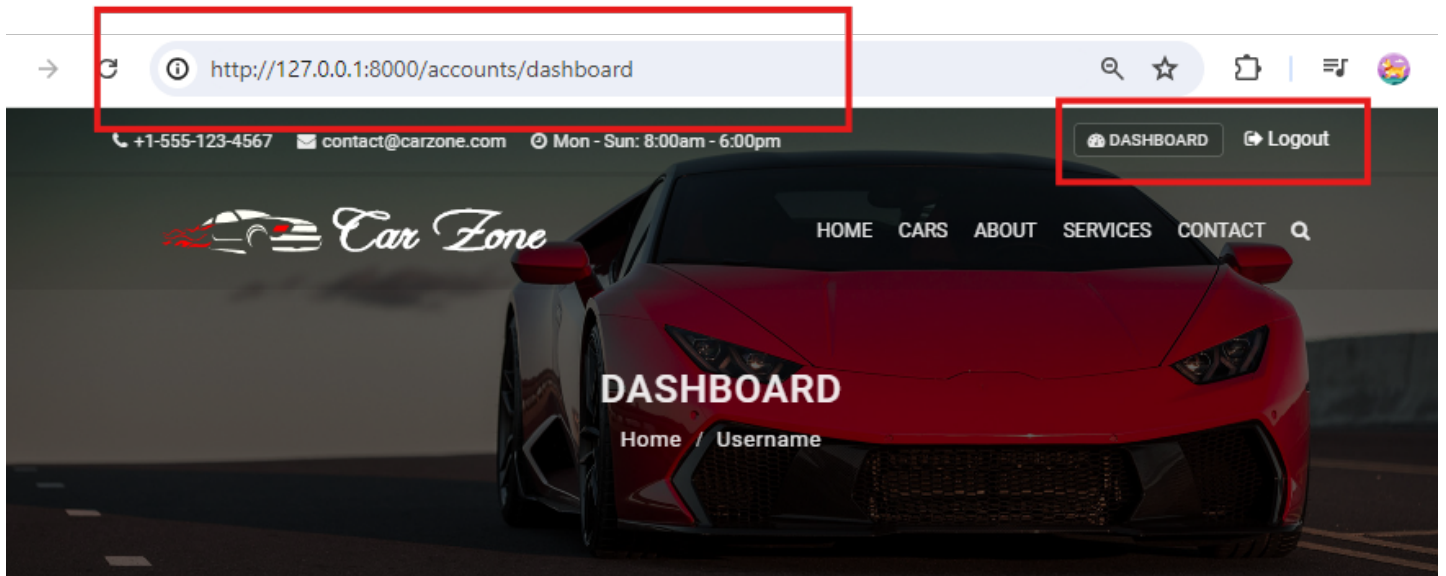 http://127.0.0.1:8000/accounts/dashboard
+1-555-123-4567 contact@carzone.com Mon - Sun: 8:00am - 6:00pm DASHBOARD Logout
Car Zone HOME CARS ABOUT SERVICES CONTACT
DASHBOARD
Home / Username